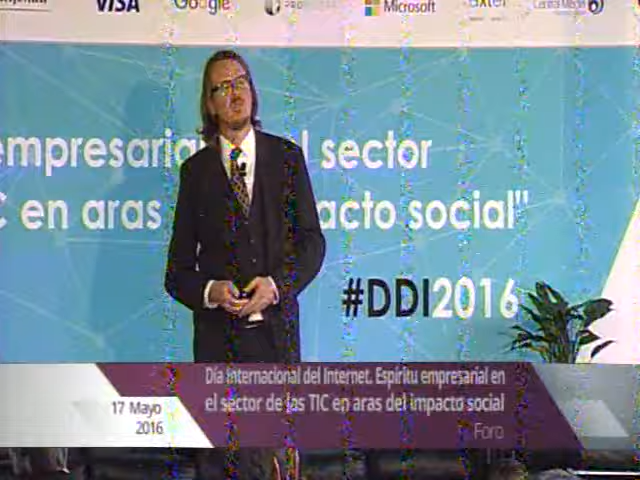 VISA
Google
Microsoft
sector
en aras acto social"
#DDI2016
Día Internacional del Internet. Espíritu empresarial en
el sector de las TIC en aras del impacto social
17 Mayo
2016
Foro